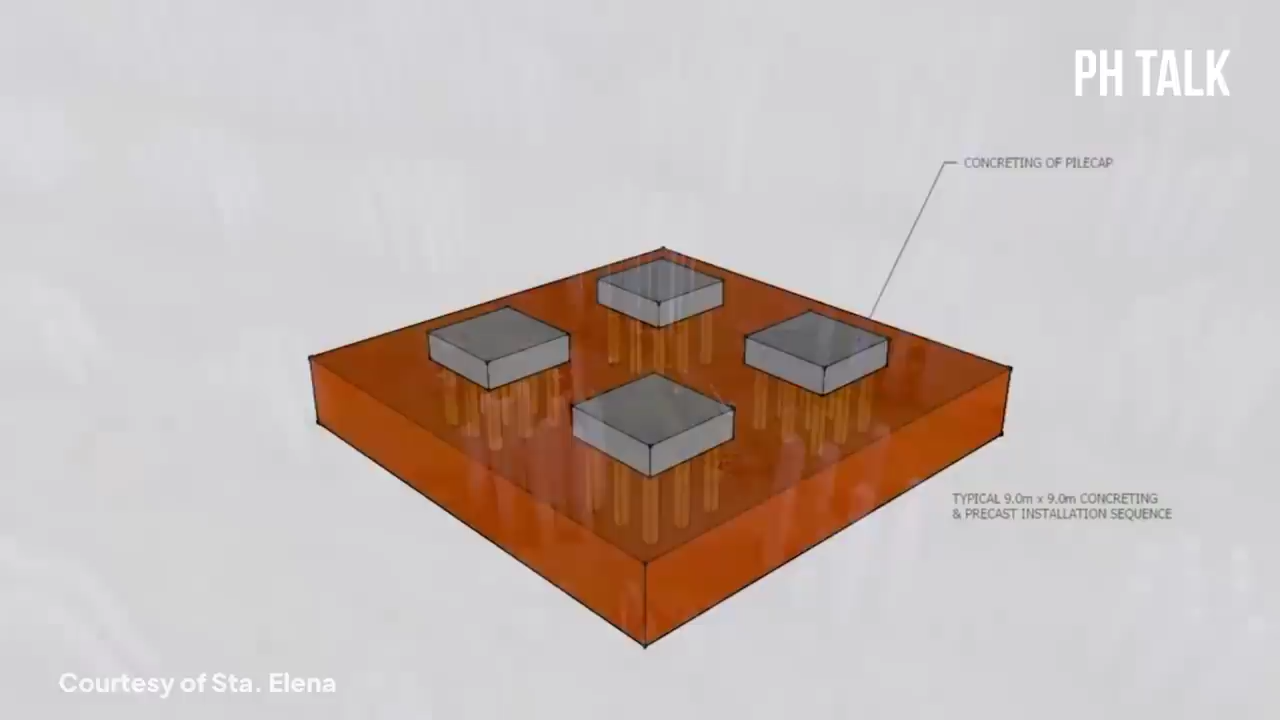 PH TALK
CONCRETING OF PILECAP
TYPICAL 9.0m x 9.0m CONCRETING
& PRECAST INSTALLATION SEQUENCE
Courtesy of Sta. Elena